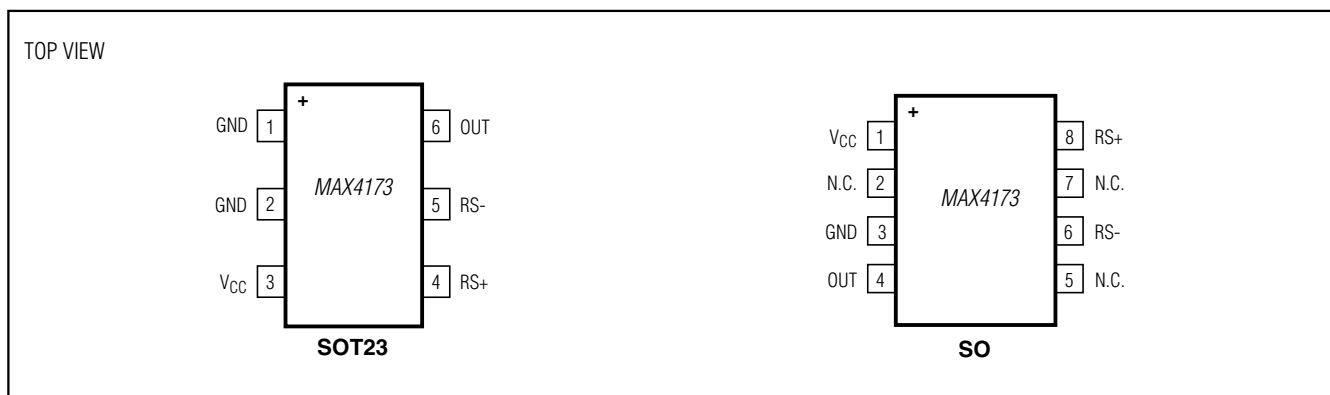 TOP VIEW
+
GND 1
6 OUT
MAX4173
GND 2
5 RS-
VCC 3
4 RS+
SOT23
+
VCC 1
8 RS+
N.C. 2
7 N.C.
MAX4173
GND 3
6 RS-
OUT 4
5 N.C.
SO